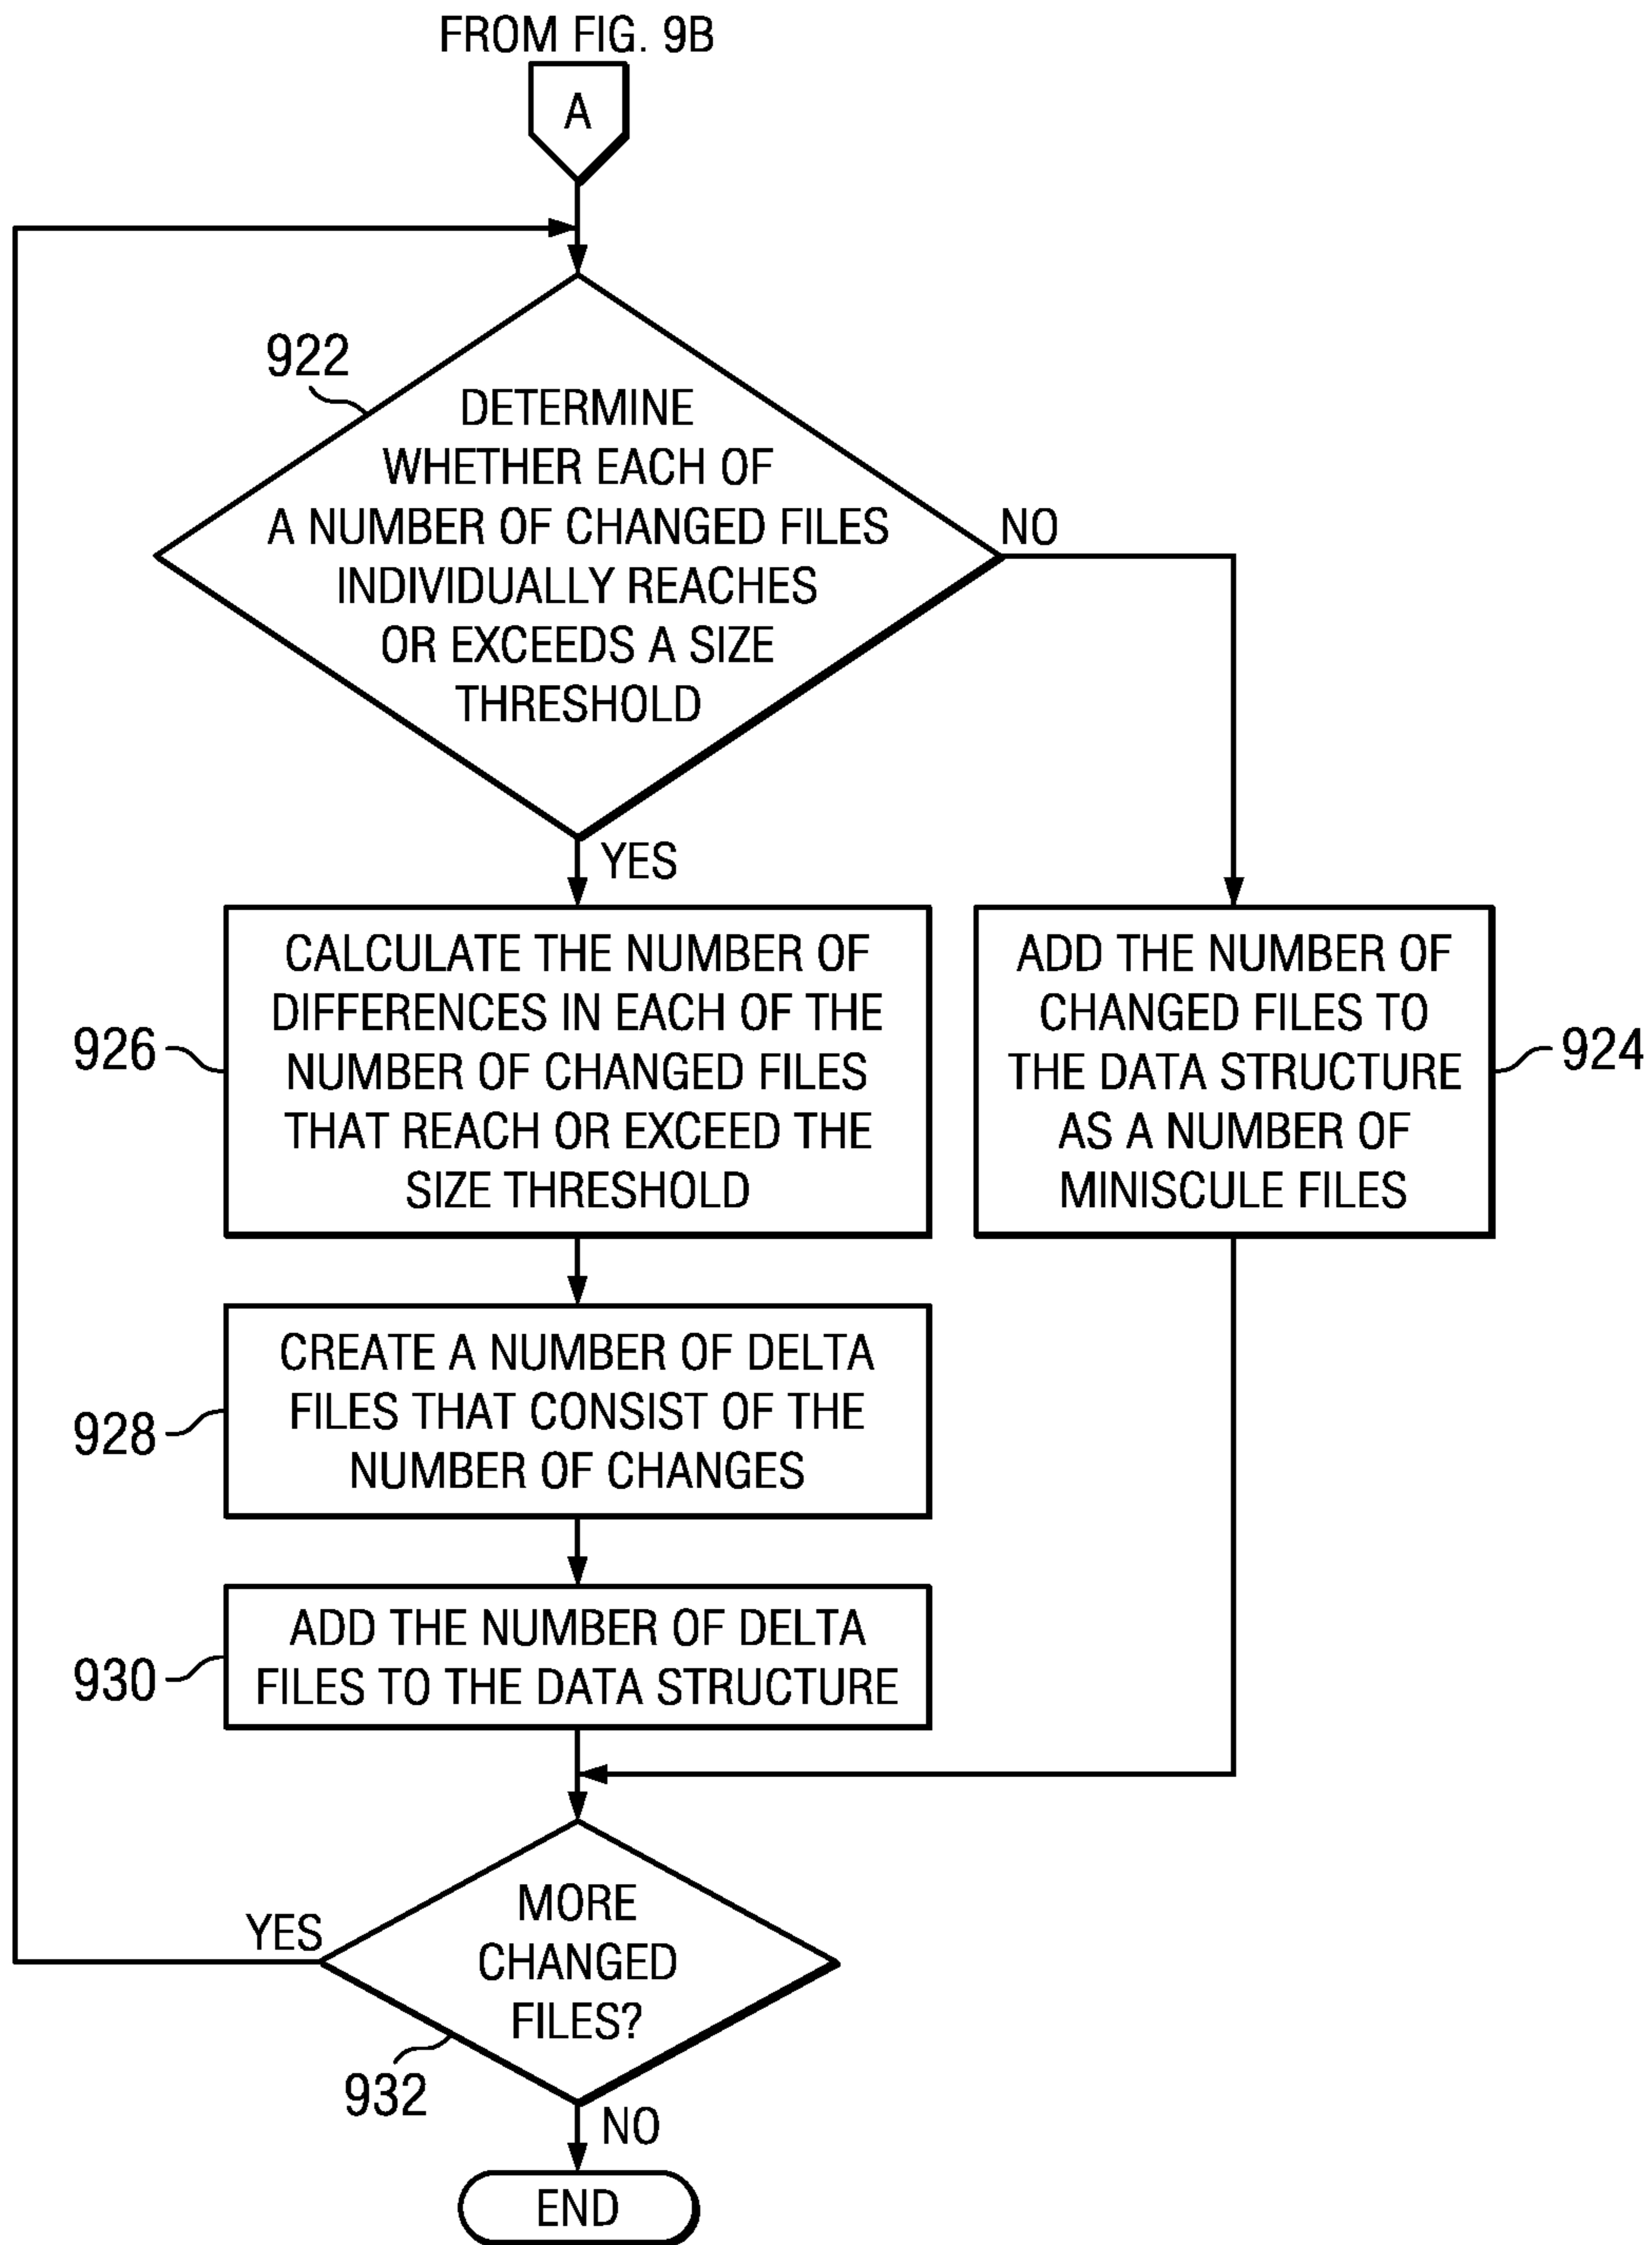 FROM FIG. 9B
A
922
DETERMINE
WHETHER EACH OF
A NUMBER OF CHANGED FILES
INDIVIDUALLY REACHES
OR EXCEEDS A SIZE
THRESHOLD
NO
YES
926
CALCULATE THE NUMBER OF
DIFFERENCES IN EACH OF THE
NUMBER OF CHANGED FILES
THAT REACH OR EXCEED THE
SIZE THRESHOLD
ADD THE NUMBER OF
CHANGED FILES TO
THE DATA STRUCTURE
AS A NUMBER OF
MINISCULE FILES
924
928
CREATE A NUMBER OF DELTA
FILES THAT CONSIST OF THE
NUMBER OF CHANGES
930
ADD THE NUMBER OF DELTA
FILES TO THE DATA STRUCTURE
YES
MORE
CHANGED
FILES?
932
NO
END